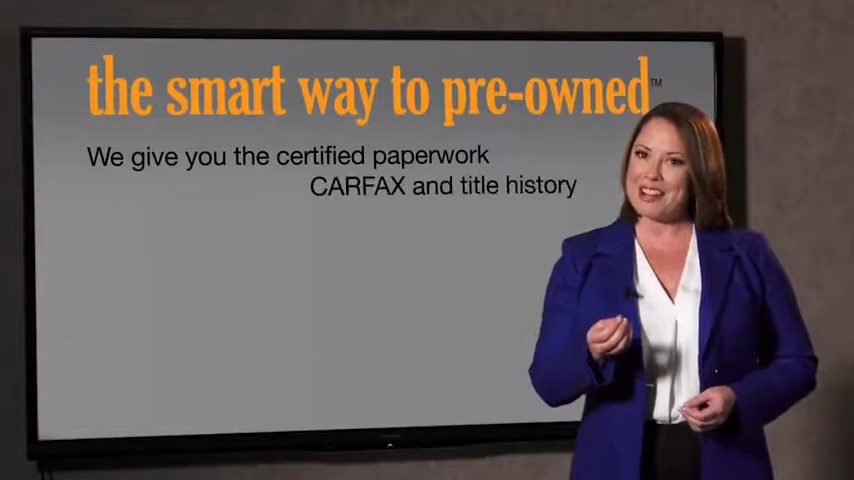 the smart way to pre-owned™
We give you the certified paperwork
CARFAX and title history